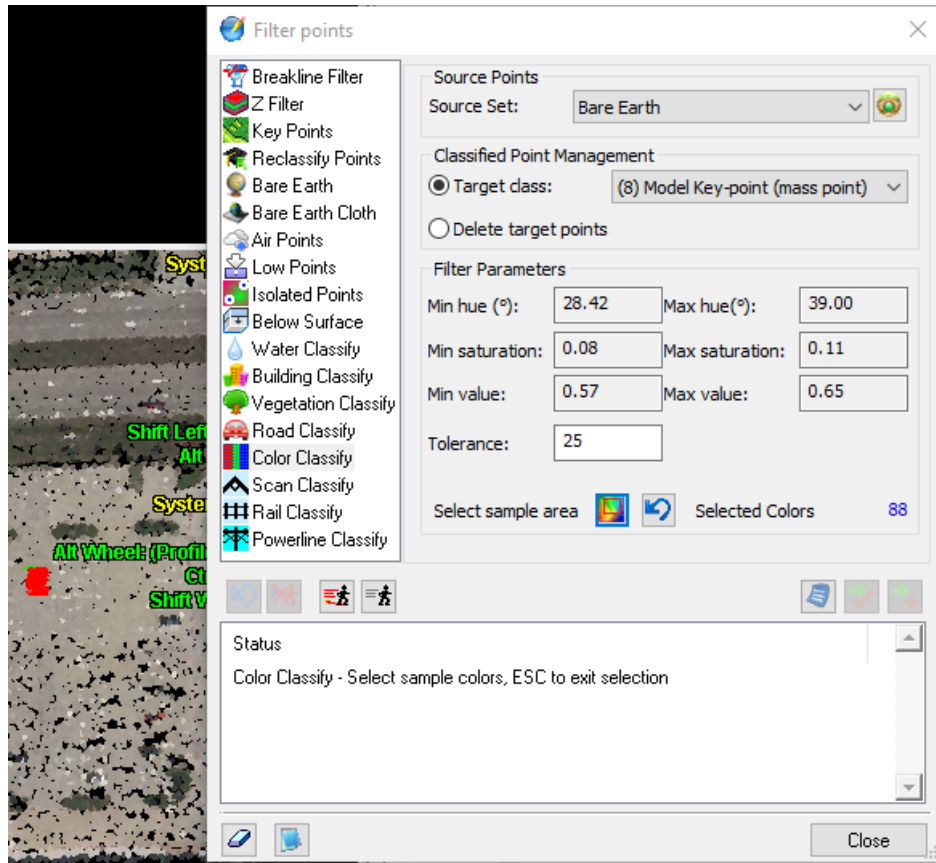 Filter points
Breakline Filter
Z Filter
Key Points
Reclassify Points
Bare Earth
Bare Earth Cloth
Air Points
Low Points
Isolated Points
Below Surface
Water Classify
Building Classify
Vegetation Classify
Road Classify
Color Classify
Scan Classify
Rail Classify
Powerline Classify
Source Points
Source Set: Bare Earth
Classified Point Management
Target class: (8) Model Key-point (mass point)
Delete target points
Filter Parameters
Min hue (°): 28.42 Max hue(°): 39.00
Min saturation: 0.08 Max saturation: 0.11
Min value: 0.57 Max value: 0.65
Tolerance: 25
Select sample area Selected Colors 88
Status
Color Classify - Select sample colors, ESC to exit selection
Close
Syst
Shift Left
Alt
Syste
Alt Wheel: (Profil
Ct
Shift W